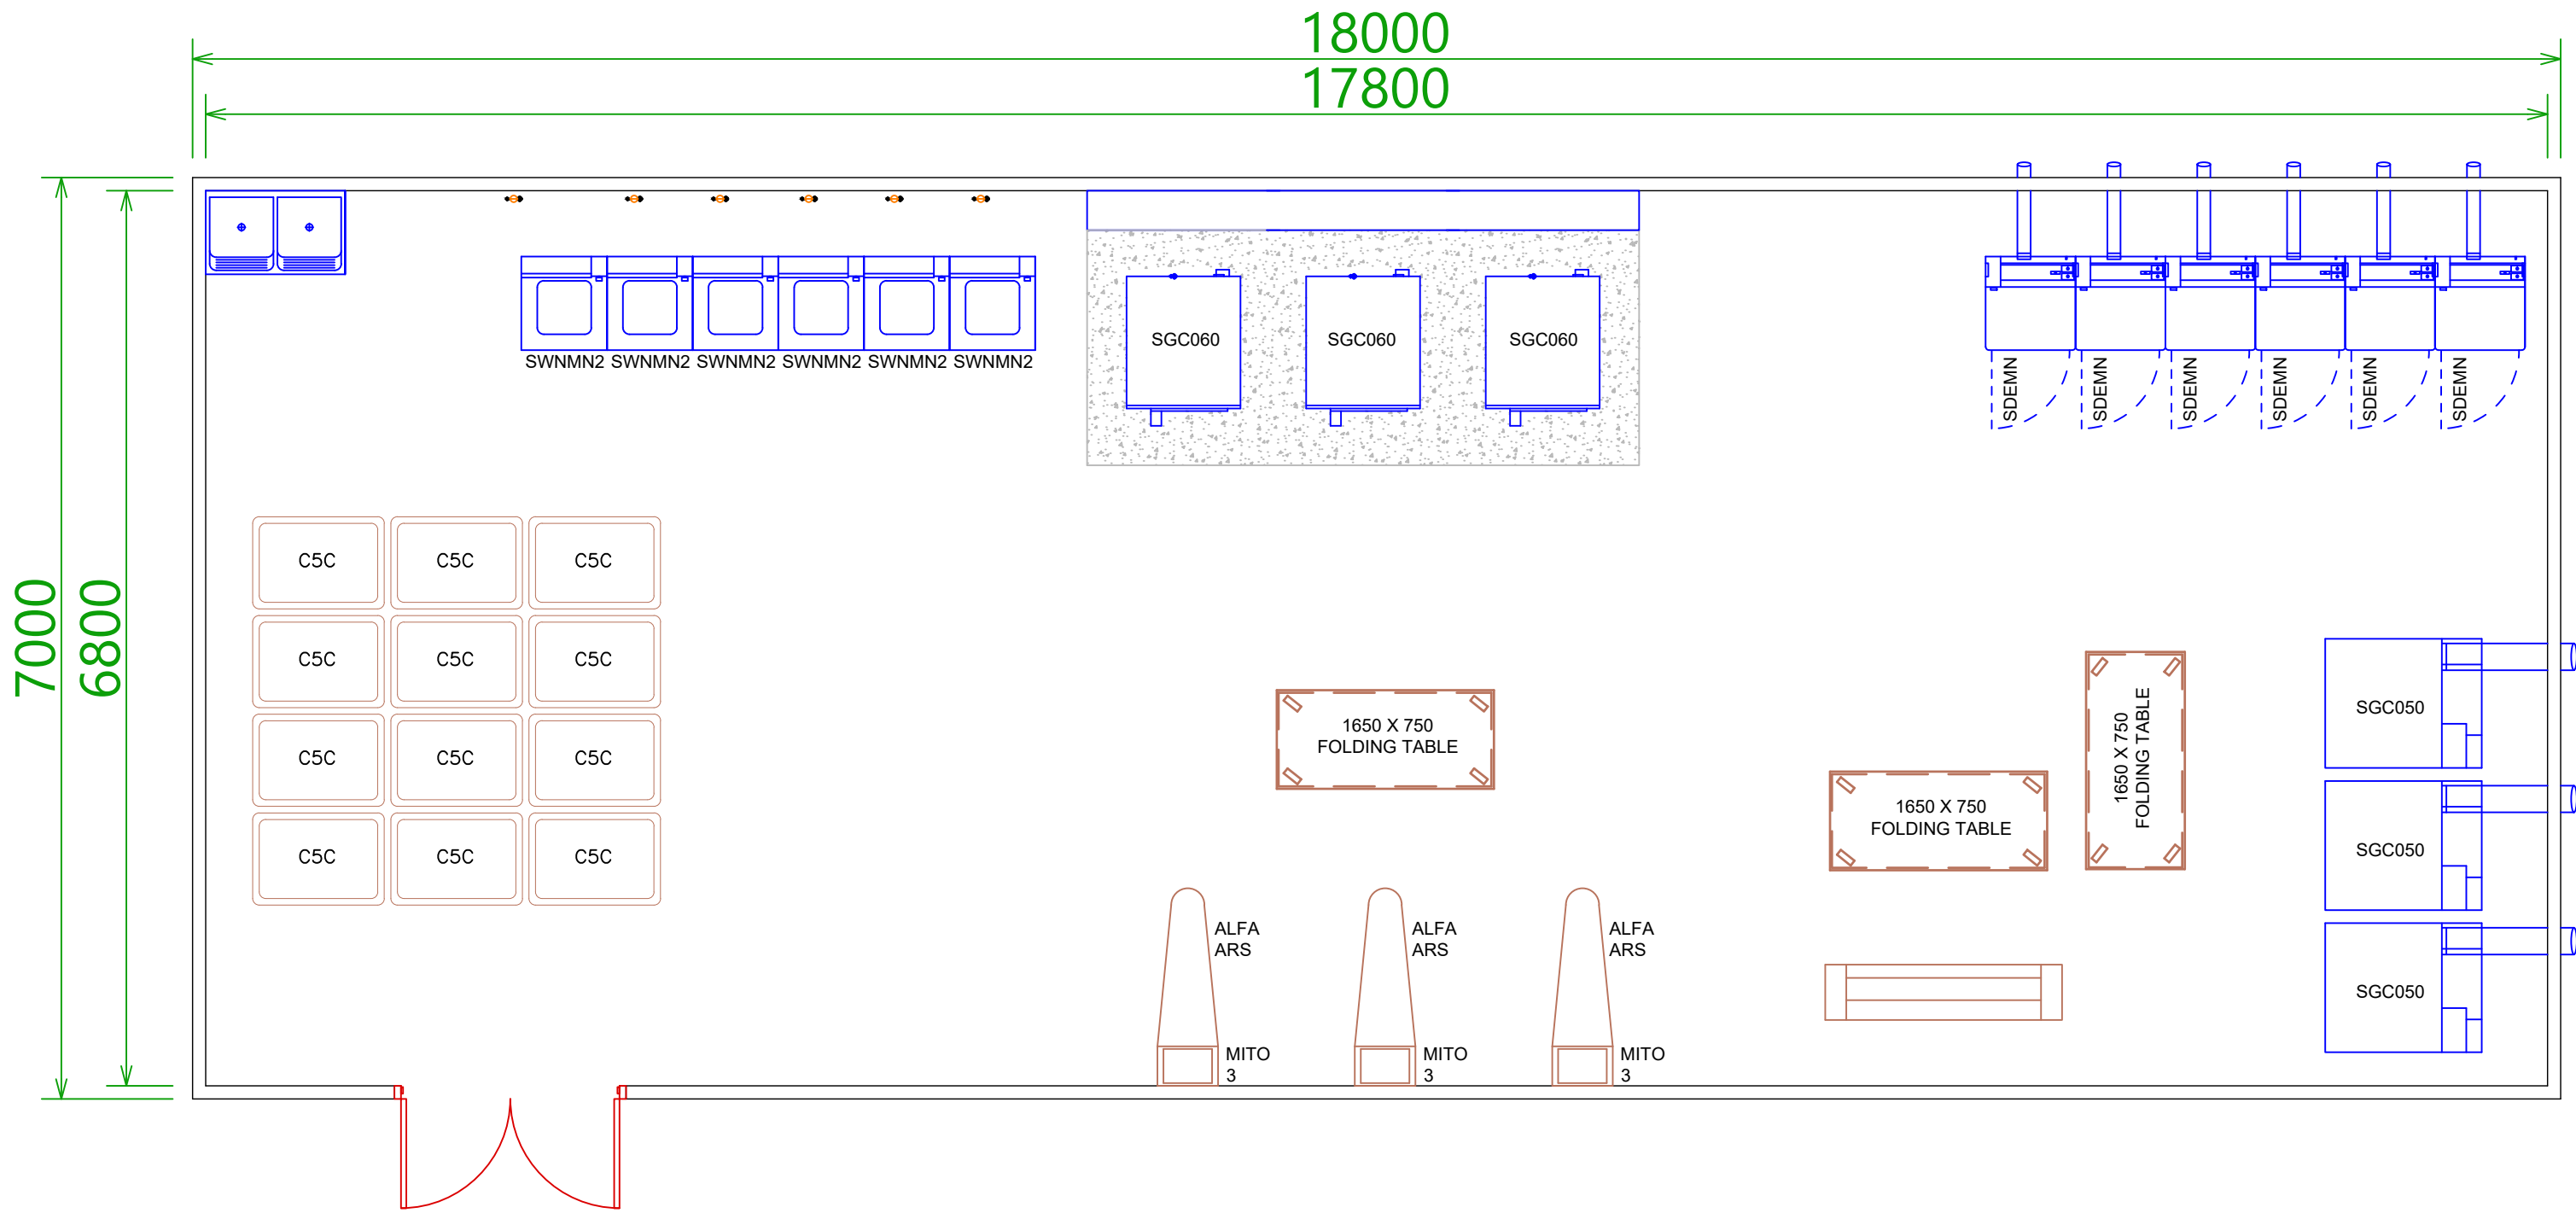 18000
17800
7000
6800
SWNMN2 SWNMN2 SWNMN2 SWNMN2 SWNMN2 SWNMN2
SGC060
SGC060
SGC060
SDEMN
SDEMN
SDEMN
SDEMN
SDEMN
SDEMN
C5C C5C C5C
C5C C5C C5C
C5C C5C C5C
C5C C5C C5C
1650 X 750
FOLDING TABLE
1650 X 750
FOLDING TABLE
1650 X 750
FOLDING TABLE
SGC050
SGC050
SGC050
ALFA
ARS
ALFA
ARS
ALFA
ARS
MITO
3
MITO
3
MITO
3